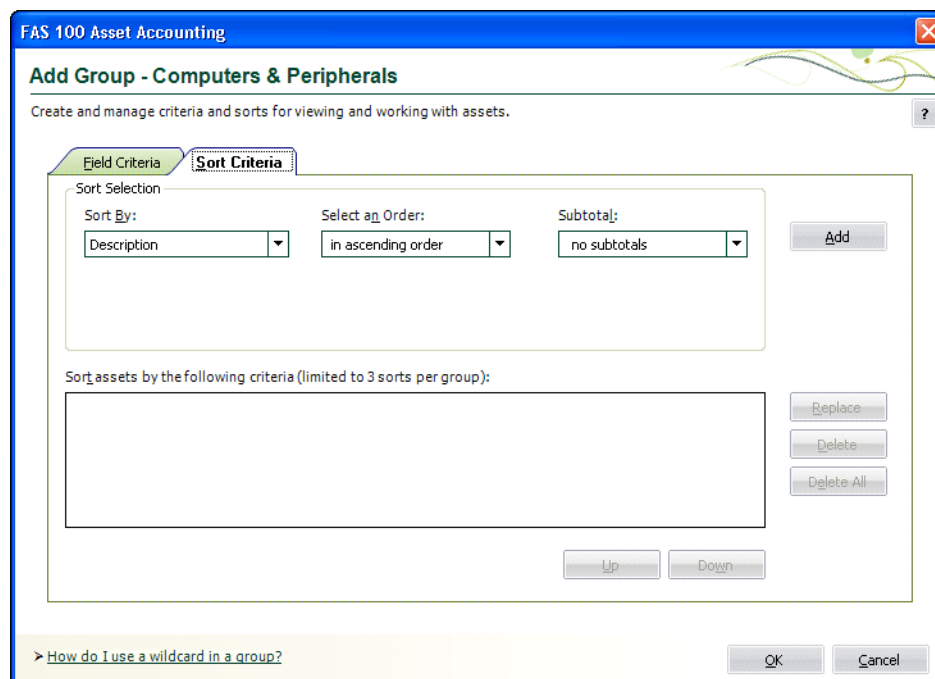 FAS 100 Asset Accounting
Add Group - Computers & Peripherals
Create and manage criteria and sorts for viewing and working with assets.
?
Field Criteria
Sort Criteria
Sort Selection
Sort By:
Select an Order:
Subtotal:
Description
in ascending order
no subtotals
Add
Sort assets by the following criteria (limited to 3 sorts per group):
Replace
Delete
Delete All
Up
Down
How do I use a wildcard in a group?
OK
Cancel